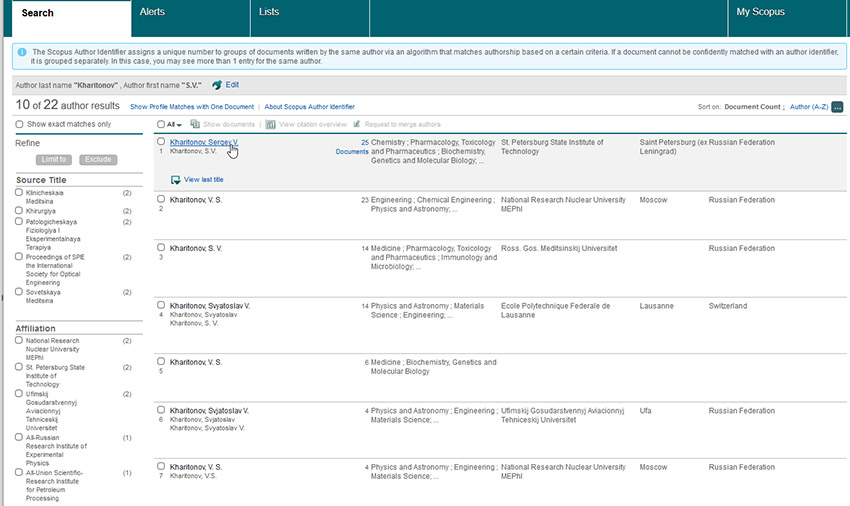 Search
Alerts
Lists
My Scopus
The Scopus Author Identifier assigns a unique number to groups of documents written by the same author via an algorithm that matches authorship based on a certain criteria. If a document cannot be confidently matched with an author identifier,
it is grouped separately. In this case, you may see more than 1 entry for the same author.
Author last name "Kharitonov" , Author first name "S.V." Edit
10 of 22 author results
Show Profile Matches with One Document | About Scopus Author Identifier
Sort on: Document Count ; Author (A-Z) ...
Show exact matches only
All Show documents | View citation overview Request to merge authors
Refine
Limit to Exclude
Source Title
Klinicheskaia (2)
Meditsina
Khirurgiya (2)
Patologicheskaya (2)
Fiziologiya I
Eksperimentalnaya
Terapiya
Proceedings of SPIE (2)
the International
Society for Optical
Engineering
Sovetskaya (2)
Meditsina
Affiliation
National Research (2)
Nuclear University
MEPhI
St. Petersburg State (2)
Institute of
Technology
Ufimskij (2)
Gosudarstvennyj
Aviacionnyj
Tehniceskij
Universitet
All-Russian (1)
Research Institute of
Experimental
Physics
All-Union Scientific- (1)
Research Institute
for Petroleum
Processing
1
Kharitonov, Sergey V.
Kharitonov, S.V.
View last title
25
Documents
Chemistry ; Pharmacology, Toxicology
and Pharmaceutics ; Biochemistry,
Genetics and Molecular Biology; ...
St. Petersburg State Institute of
Technology
Saint Petersburg (ex
Leningrad)
Russian Federation
2
Kharitonov, V. S.
23 Engineering ; Chemical Engineering ;
Physics and Astronomy; ...
National Research Nuclear University
MEPhI
Moscow
Russian Federation
3
Kharitonov, S. V.
14 Medicine ; Pharmacology, Toxicology
and Pharmaceutics ; Immunology and
Microbiology; ...
Ross. Gos. Meditsinskij Universitet
Russian Federation
4
Kharitonov, Svyatoslav V.
Kharitonov, Svyatoslav
Kharitonov, S. V.
14 Physics and Astronomy ; Materials
Science ; Engineering; ...
Ecole Polytechnique Federale de
Lausanne
Lausanne
Switzerland
5
Kharitonov, V. S.
6 Medicine ; Biochemistry, Genetics and
Molecular Biology
6
Kharitonov, Svjatoslav V.
Kharitonov, Svyatoslav
Kharitonov, Svyatoslav V.
4 Physics and Astronomy ; Engineering ;
Materials Science; ...
Ufimskij Gosudarstvennyj Aviacionnyj
Tehniceskij Universitet
Ufa
Russian Federation
7
Kharitonov, V. S.
Kharitonov, V.S.
4 Physics and Astronomy ; Engineering ;
Materials Science; ...
National Research Nuclear University
MEPhI
Moscow
Russian Federation